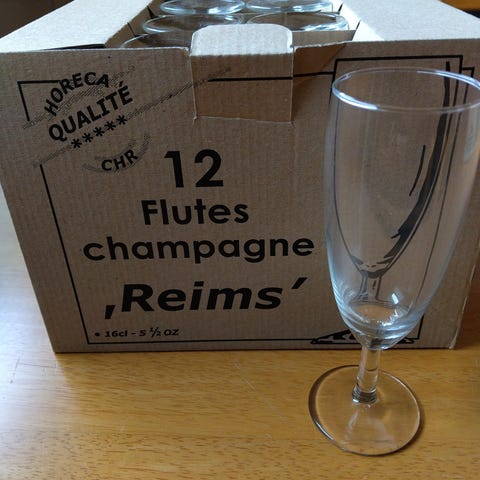 HORECA
QUALITÉ
*****
CHR
12
Flutes
champagne
‚Reims’
• 16cl - 5 ½ OZ